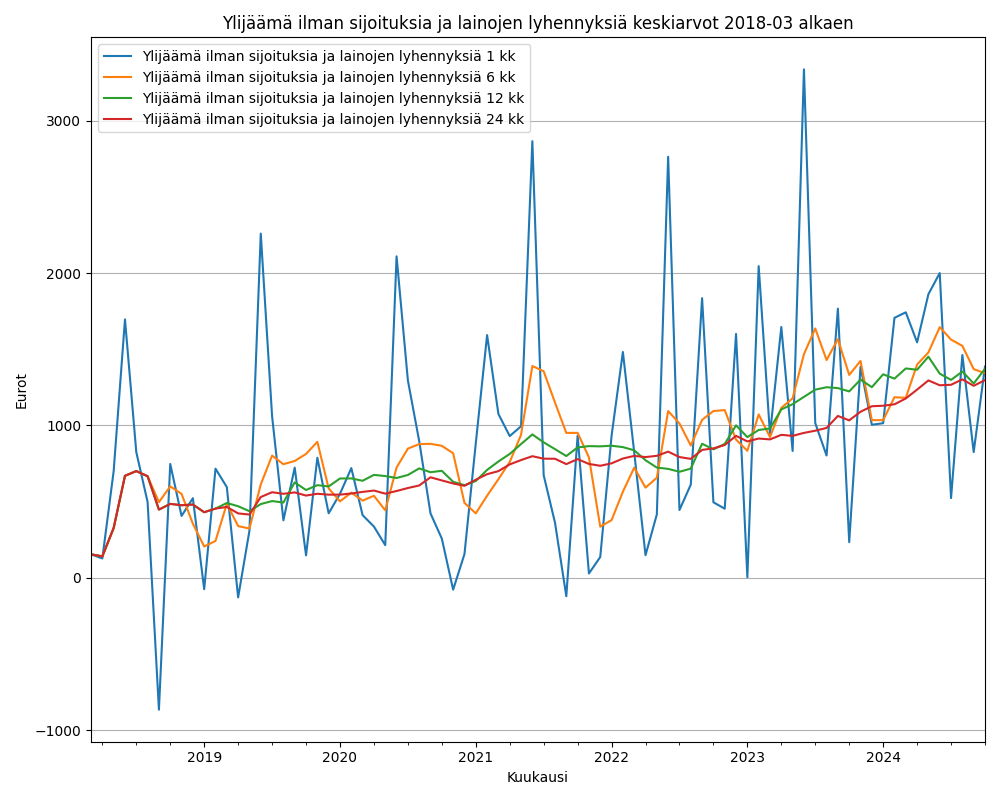 Ylijäämä ilman sijoituksia ja lainojen lyhennyksiä keskiarvot 2018-03 alkaen
Ylijäämä ilman sijoituksia ja lainojen lyhennyksiä 1 kk
Ylijäämä ilman sijoituksia ja lainojen lyhennyksiä 6 kk
Ylijäämä ilman sijoituksia ja lainojen lyhennyksiä 12 kk
Ylijäämä ilman sijoituksia ja lainojen lyhennyksiä 24 kk
3000
2000
1000
0
−1000
Eurot
2019 2020 2021 2022 2023 2024
Kuukausi